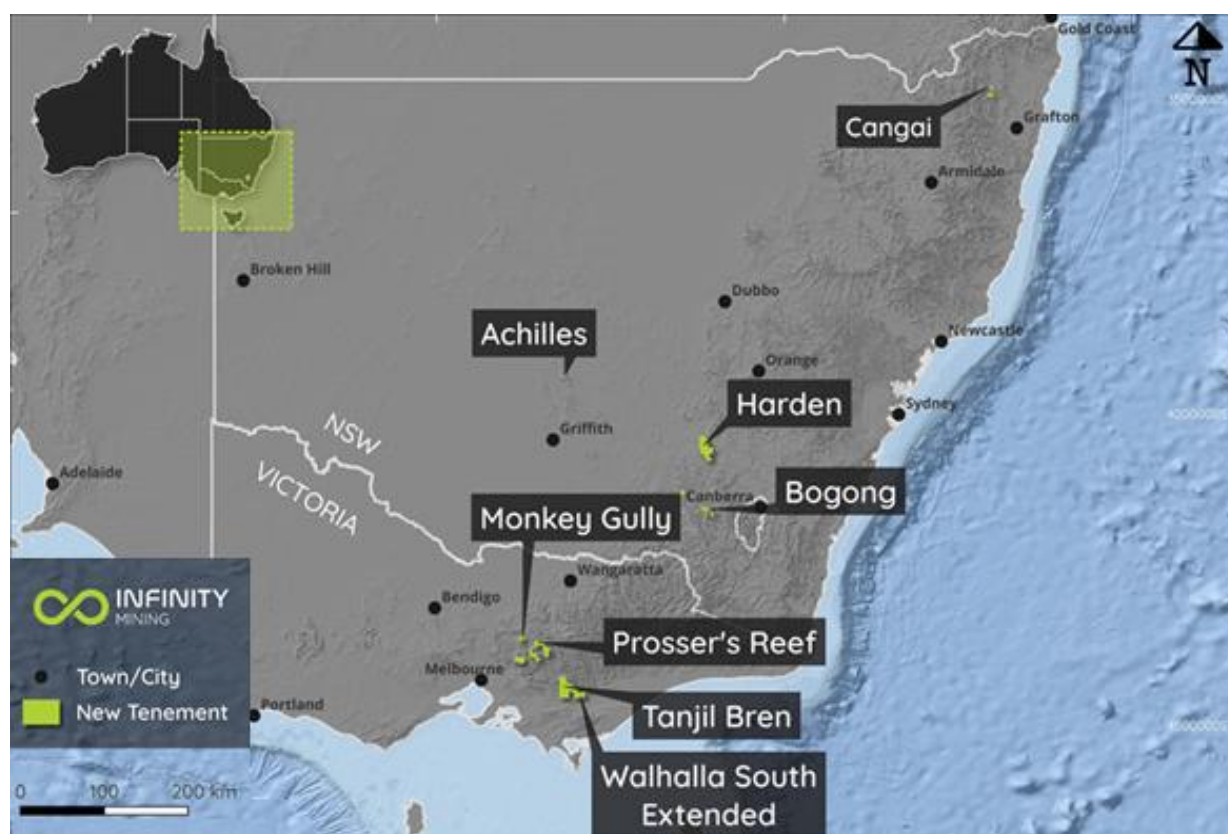 Gold Coast
N
Cangai
Grafton
Armidale
Broken Hill
Dubbo
Achilles
Newcastle
Orange
Harden
Sydney
Griffith
NSW
VICTORIA
Adelaide
Canberra
Bogong
Monkey Gully
Wangaratta
Bendigo
INFINITY
MINING
Prosser's Reef
Melbourne
Town/City
New Tenement
Portland
Tanjil Bren
Walhalla South
Extended
0
100
200 km